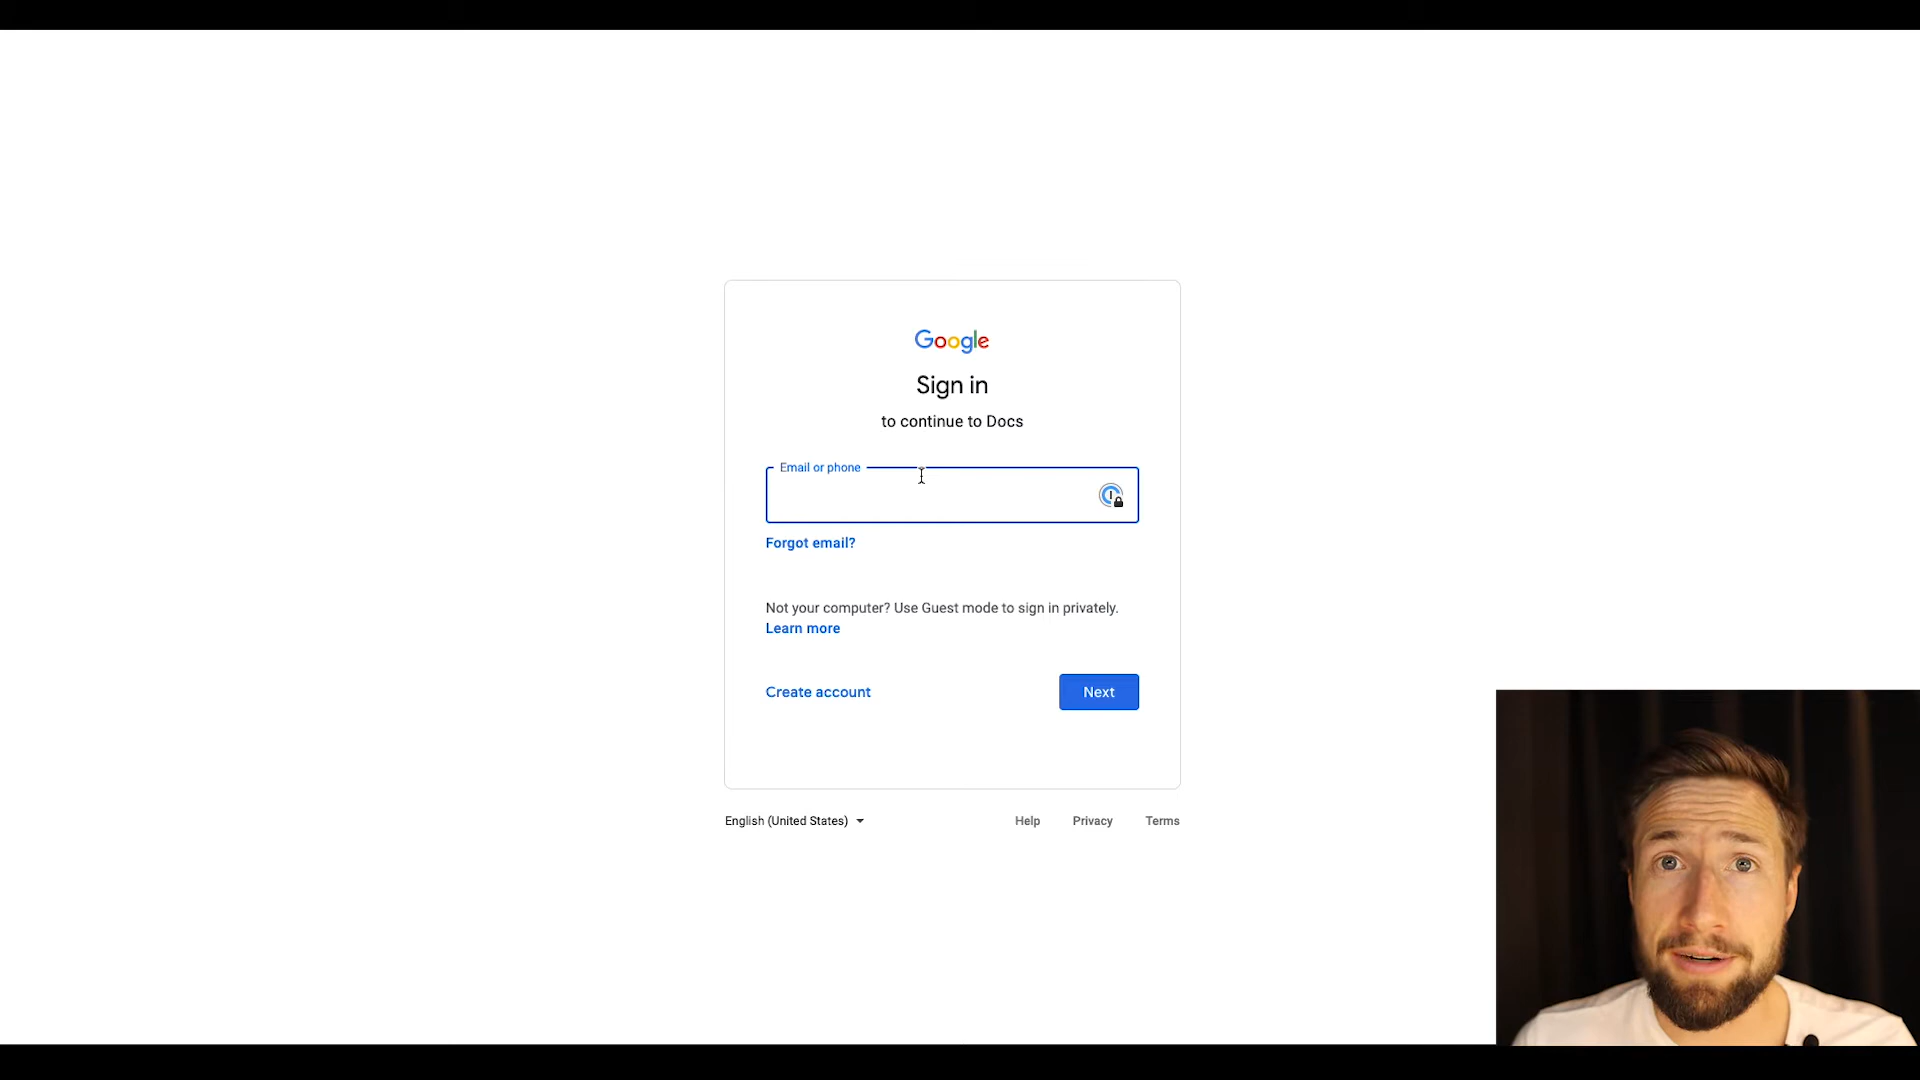 Google
Sign in
to continue to Docs
Email or phone
Forgot email?
Not your computer? Use Guest mode to sign in privately.
Learn more
Create account
Next
English (United States)
Help
Privacy
Terms